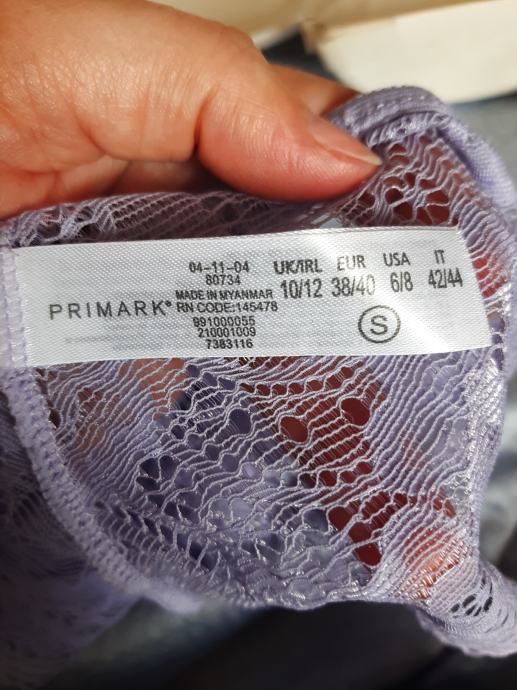 PRIMARK®
04-11-04
80734
MADE IN MYANMAR
RN CODE:145478
991000055
210001009
7383116
UK/IRL EUR USA IT
10/12 38/40 6/8 42/44
S